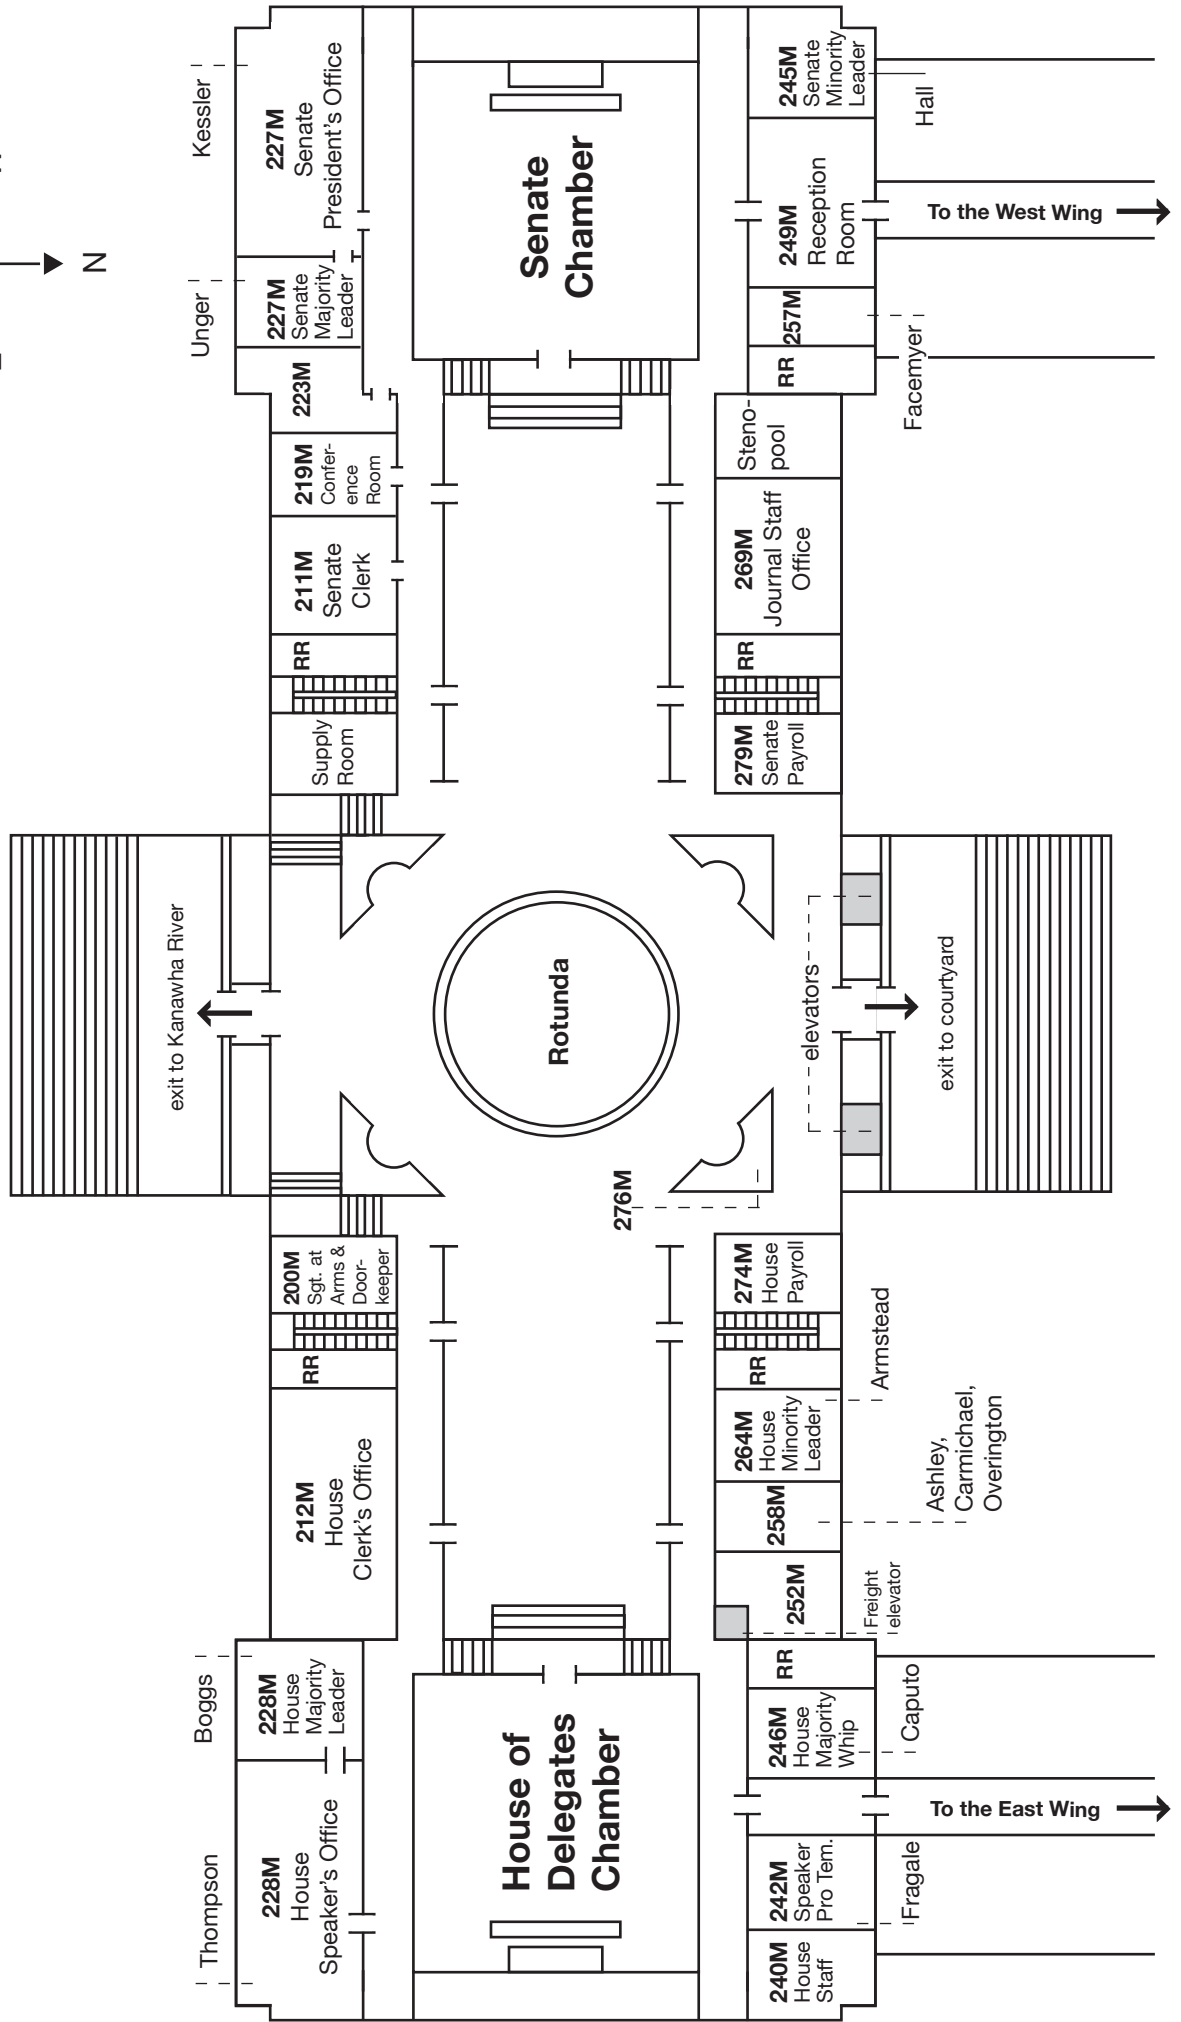 N
Kessler
227M
Senate
President's Office
Unger
227M
Senate
Majority
Leader
223M
219M
Confer-
ence
Room
211M
Senate
Clerk
RR
Supply
Room
exit to Kanawha River
200M
Sgt. at
Arms &
Door-
keeper
RR
212M
House
Clerk's Office
Boggs
228M
House
Majority
Leader
Thompson
228M
House
Speaker's Office
Senate
Chamber
Rotunda
276M
House of
Delegates
Chamber
245M
Senate
Minority
Leader
Hall
249M
Reception
Room
To the West Wing
257M
Facemyer
RR
Steno-
pool
269M
Journal Staff
Office
RR
279M
Senate
Payroll
elevators
exit to courtyard
274M
House
Payroll
RR
Armstead
264M
House
Minority
Leader
258M
Ashley,
Carmichael,
Overington
252M
Freight
elevator
RR
246M
House
Majority
Whip
Caputo
To the East Wing
242M
Speaker
Pro Tem.
Fragale
240M
House
Staff